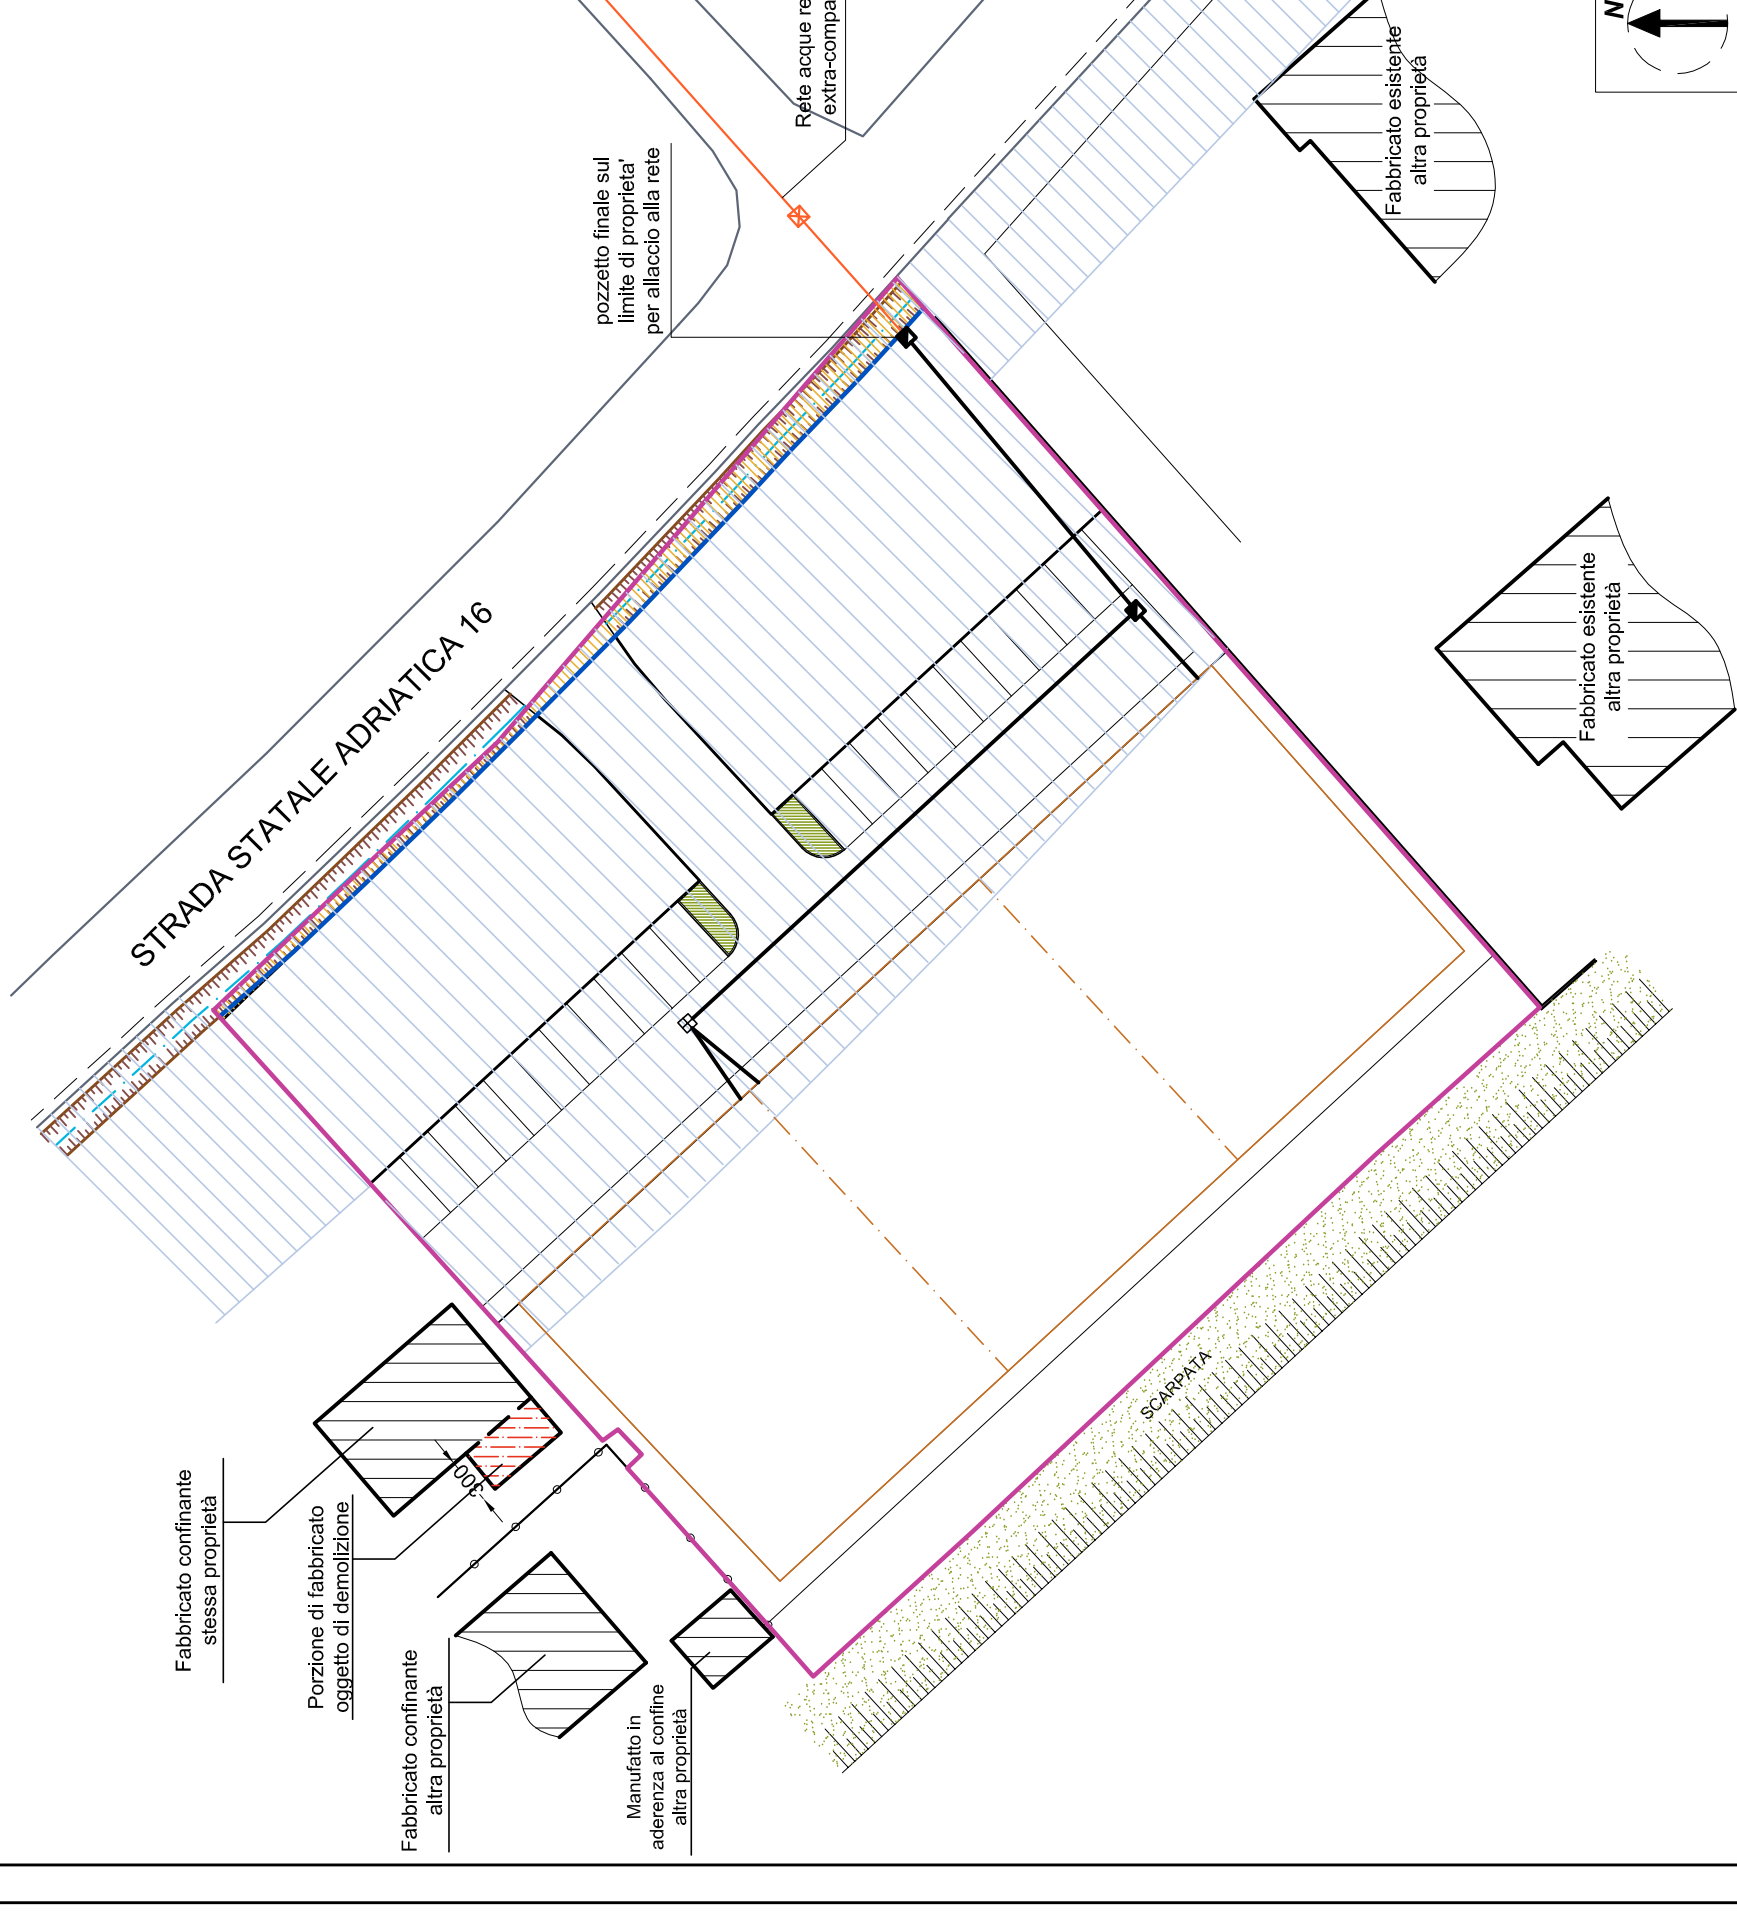 N
Rete acque
extra-compa
pozzetto finale sul
limite di proprieta'
per allaccio alla rete
Fabbricato esistente
altra proprietà
STRADA STATALE ADRIATICA 16
Fabbricato esistente
altra proprietà
SCARPATA
Fabbricato confinante
stessa proprietà
300
Porzione di fabbricato
oggetto di demolizione
Fabbricato confinante
altra proprietà
Manufatto in
aderenza al confine
altra proprietà